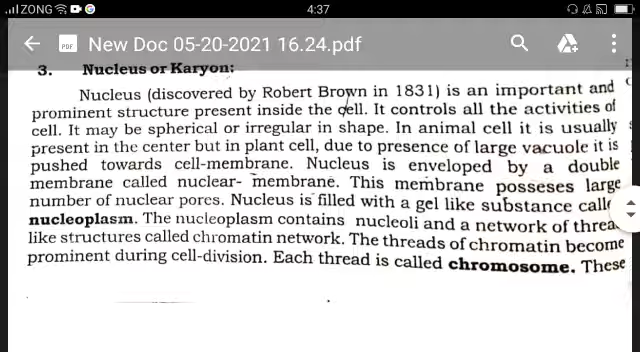 ZONG
4:37
PDF New Doc 05-20-2021 16.24.pdf
3. Nucleus or Karyon:
Nucleus (discovered by Robert Brown in 1831) is an important and
prominent structure present inside the cell. It controls all the activities of
cell. It may be spherical or irregular in shape. In animal cell it is usually
present in the center but in plant cell, due to presence of large vacuole it is
pushed towards cell-membrane. Nucleus is enveloped by a double
membrane called nuclear- membrane. This membrane posseses large
number of nuclear pores. Nucleus is filled with a gel like substance calle
nucleoplasm. The nucleoplasm contains nucleoli and a network of threa
like structures called chromatin network. The threads of chromatin become
prominent during cell-division. Each thread is called chromosome. These